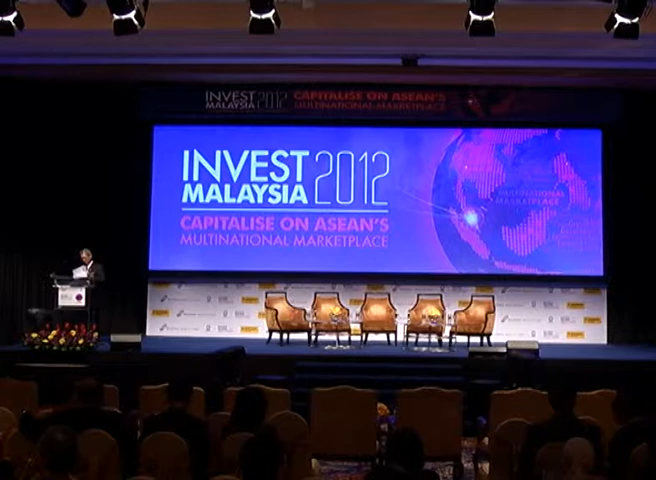 INVEST MALAYSIA 2012 CAPITALISE ON ASEAN'S
MULTINATIONAL MARKETPLACE
INVEST 2012
MALAYSIA
CAPITALISE ON ASEAN'S
MULTINATIONAL MARKETPLACE
MULTINATIONAL
MARKETPLACE